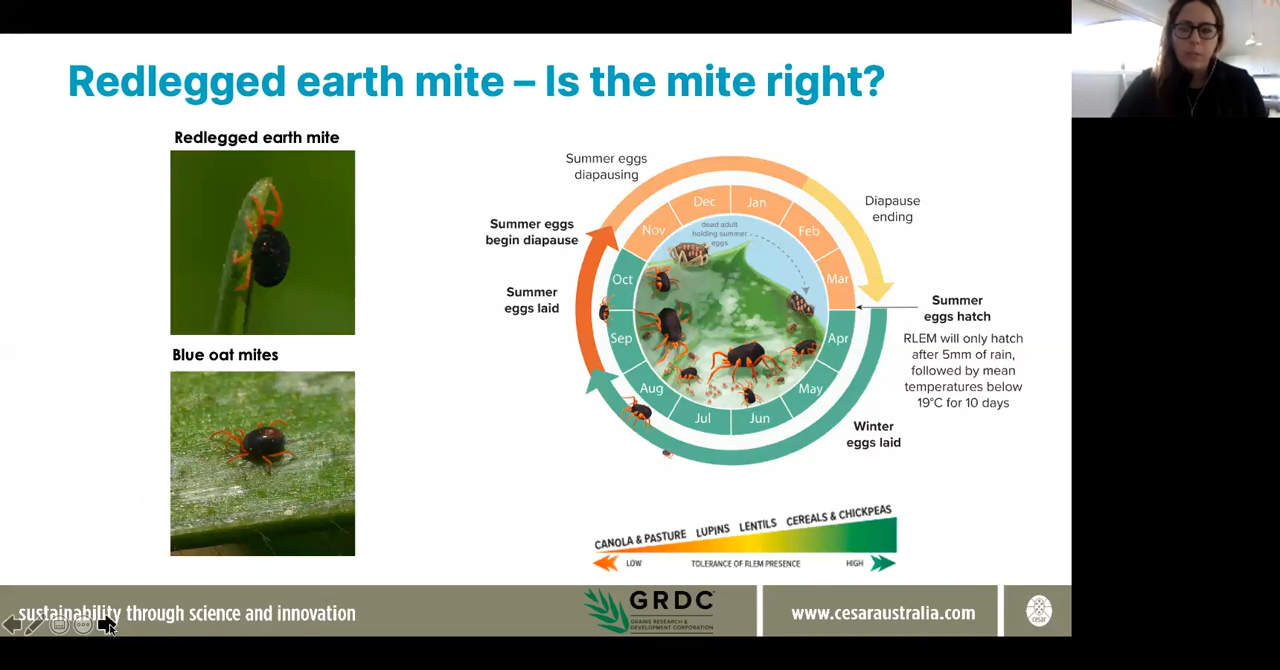 Redlegged earth mite – Is the mite right?
Redlegged earth mite
Blue oat mites
Summer eggs
diapausing
Diapause
ending
Summer eggs
begin diapause
Summer
eggs laid
Summer
eggs hatch
RLEM will only hatch
after 5mm of rain,
followed by mean
temperatures below
19°C for 10 days
Winter
eggs laid
Dec
Jan
Nov
Feb
Oct
Mar
Sep
Apr
Aug
May
Jul
Jun
dead adult
holding summer
eggs
CANOLA & PASTURE LUPINS LENTILS CEREALS & CHICKPEAS
LOW TOLERANCE OF RLEM PRESENCE HIGH
sustainability through science and innovation
GRDC
GRAINS RESEARCH &
DEVELOPMENT CORPORATION
www.cesaraustralia.com
cesar